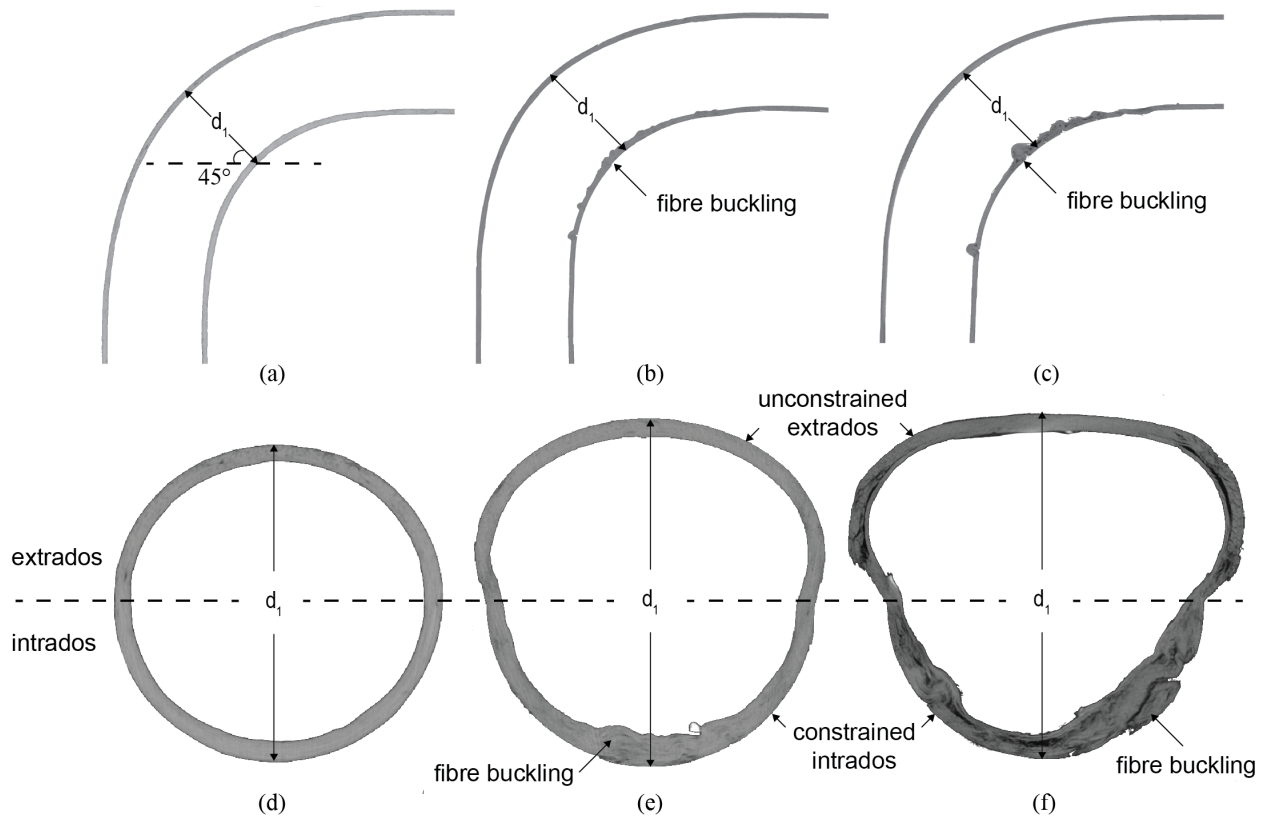 d1
45°
(a)
d1
fibre buckling
(b)
d1
fibre buckling
(c)
extrados
intrados
d1
(d)
unconstrained
extrados
d1
fibre buckling
constrained
intrados
(e)
d1
fibre buckling
(f)